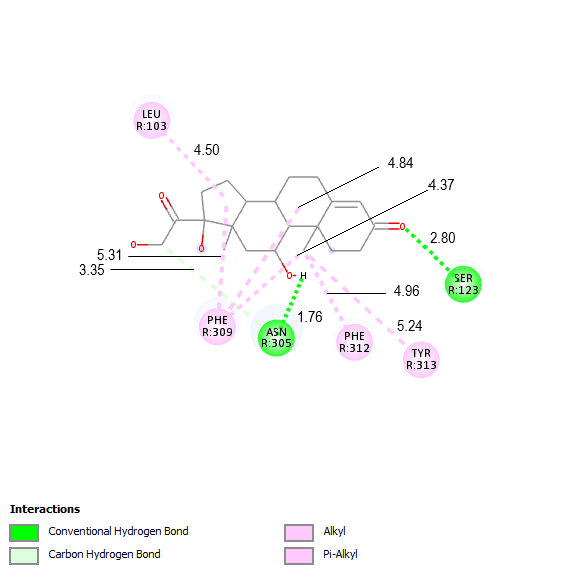 LEU
R:103
4.50
4.84
4.37
O
O
O
2.80
5.31
O
3.35
O-H
SER
R:123
4.96
PHE
R:309
1.76
ASN
R:305
5.24
PHE
R:312
TYR
R:313
Interactions
Conventional Hydrogen Bond
Carbon Hydrogen Bond
Alkyl
Pi-Alkyl